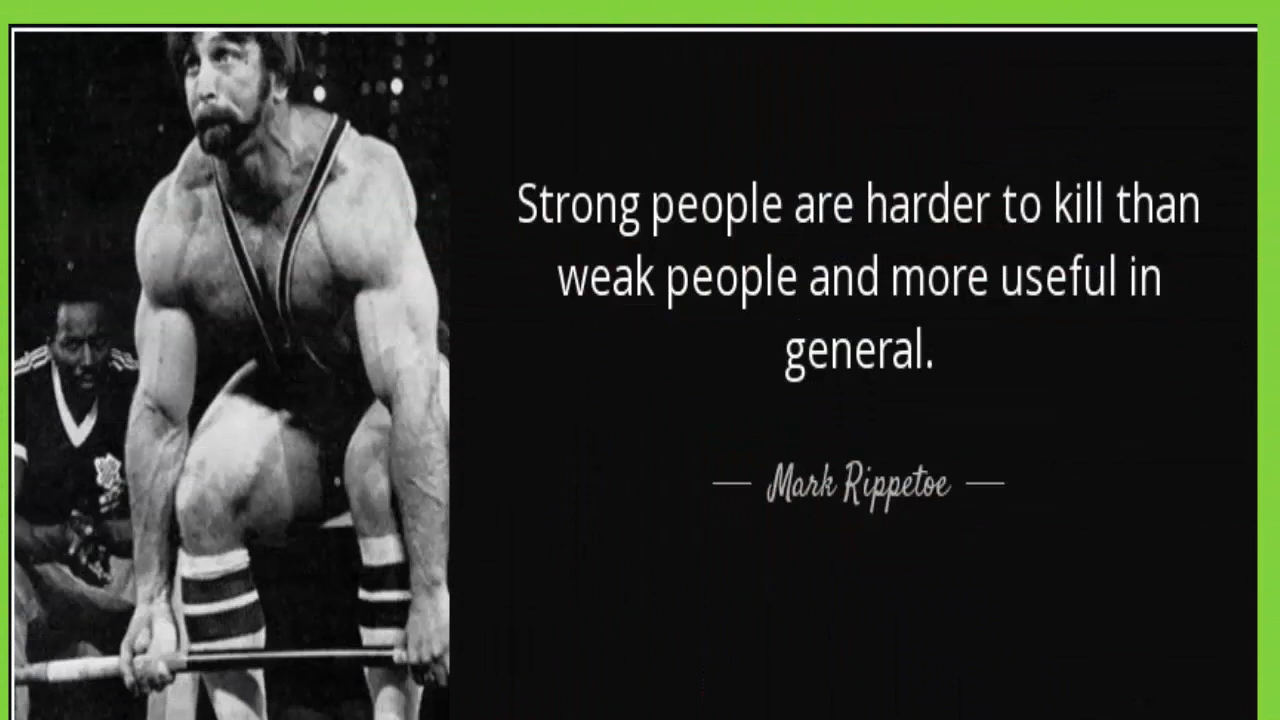 Strong people are harder to kill than
weak people and more useful in
general.
— Mark Rippetoe —